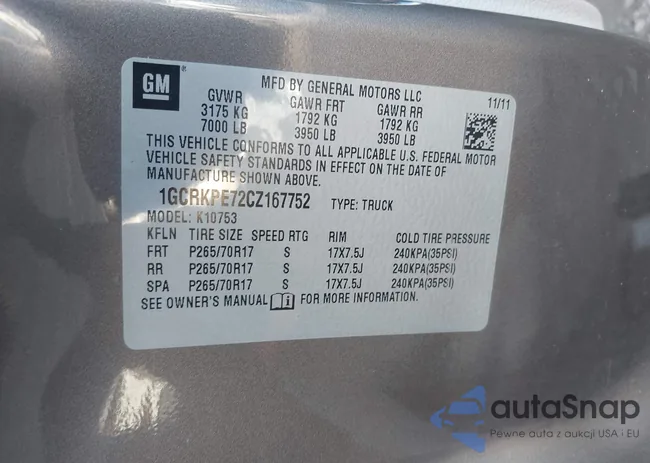 GM
MFD BY GENERAL MOTORS LLC
GVWR GAWR FRT GAWR RR 11/11
3175 KG 1792 KG 1792 KG
7000 LB 3950 LB 3950 LB
THIS VEHICLE CONFORMS TO ALL APPLICABLE U.S. FEDERAL MOTOR
VEHICLE SAFETY STANDARDS IN EFFECT ON THE DATE OF
MANUFACTURE SHOWN ABOVE.
1GCRKPE72CZ167752 TYPE: TRUCK
MODEL: K10753
KFLN TIRE SIZE SPEED RTG RIM COLD TIRE PRESSURE
FRT P265/70R17 S 17X7.5J 240KPA(35PSI)
RR P265/70R17 S 17X7.5J 240KPA(35PSI)
SPA P265/70R17 S 17X7.5J 240KPA(35PSI)
SEE OWNER'S MANUAL FOR MORE INFORMATION.
autoSnap
Pewne auta z aukcji USA · EU